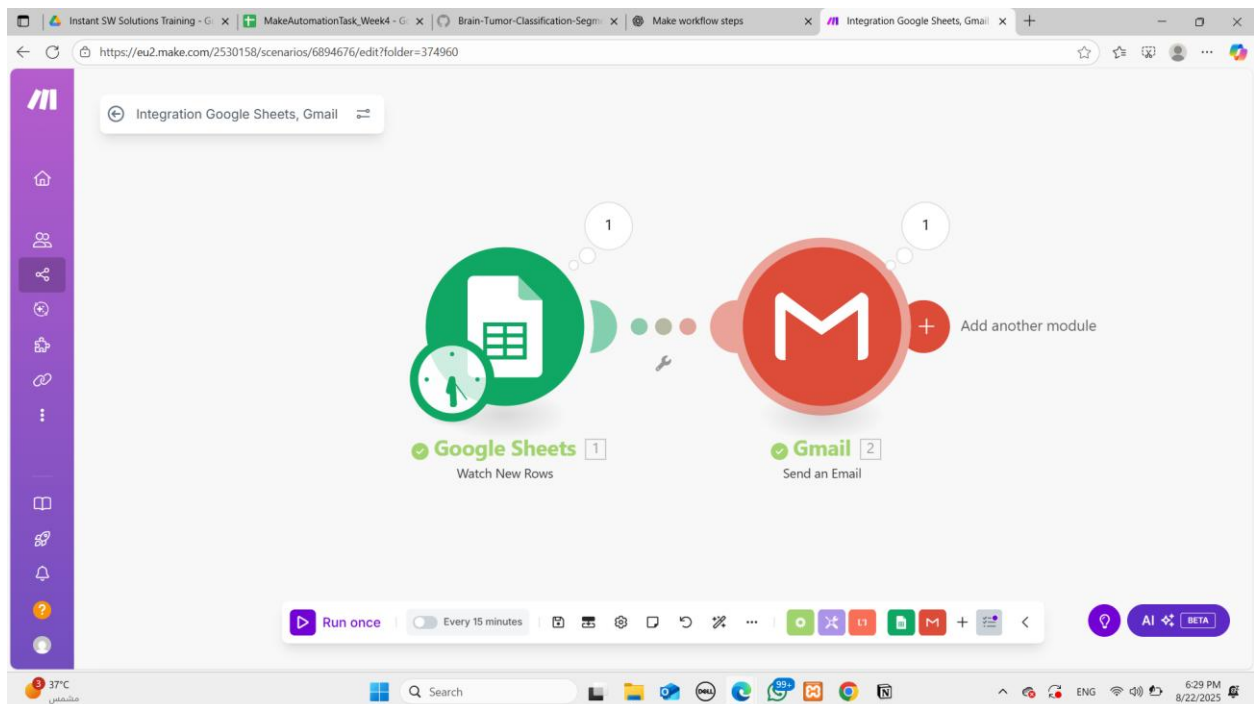 Instant SW Solutions Training - G
MakeAutomationTask_Week4 - G
Brain-Tumor-Classification-Segm
Make workflow steps
Integration Google Sheets, Gmail
https://eu2.make.com/2530158/scenarios/6894676/edit?folder=374960
Integration Google Sheets, Gmail
1
1
Add another module
Google Sheets 1
Gmail 2
Watch New Rows
Send an Email
Run once
Every 15 minutes
AI BETA
3
37°C
مشمس
Search
DELL
99+
N
ENG
6:29 PM
8/22/2025